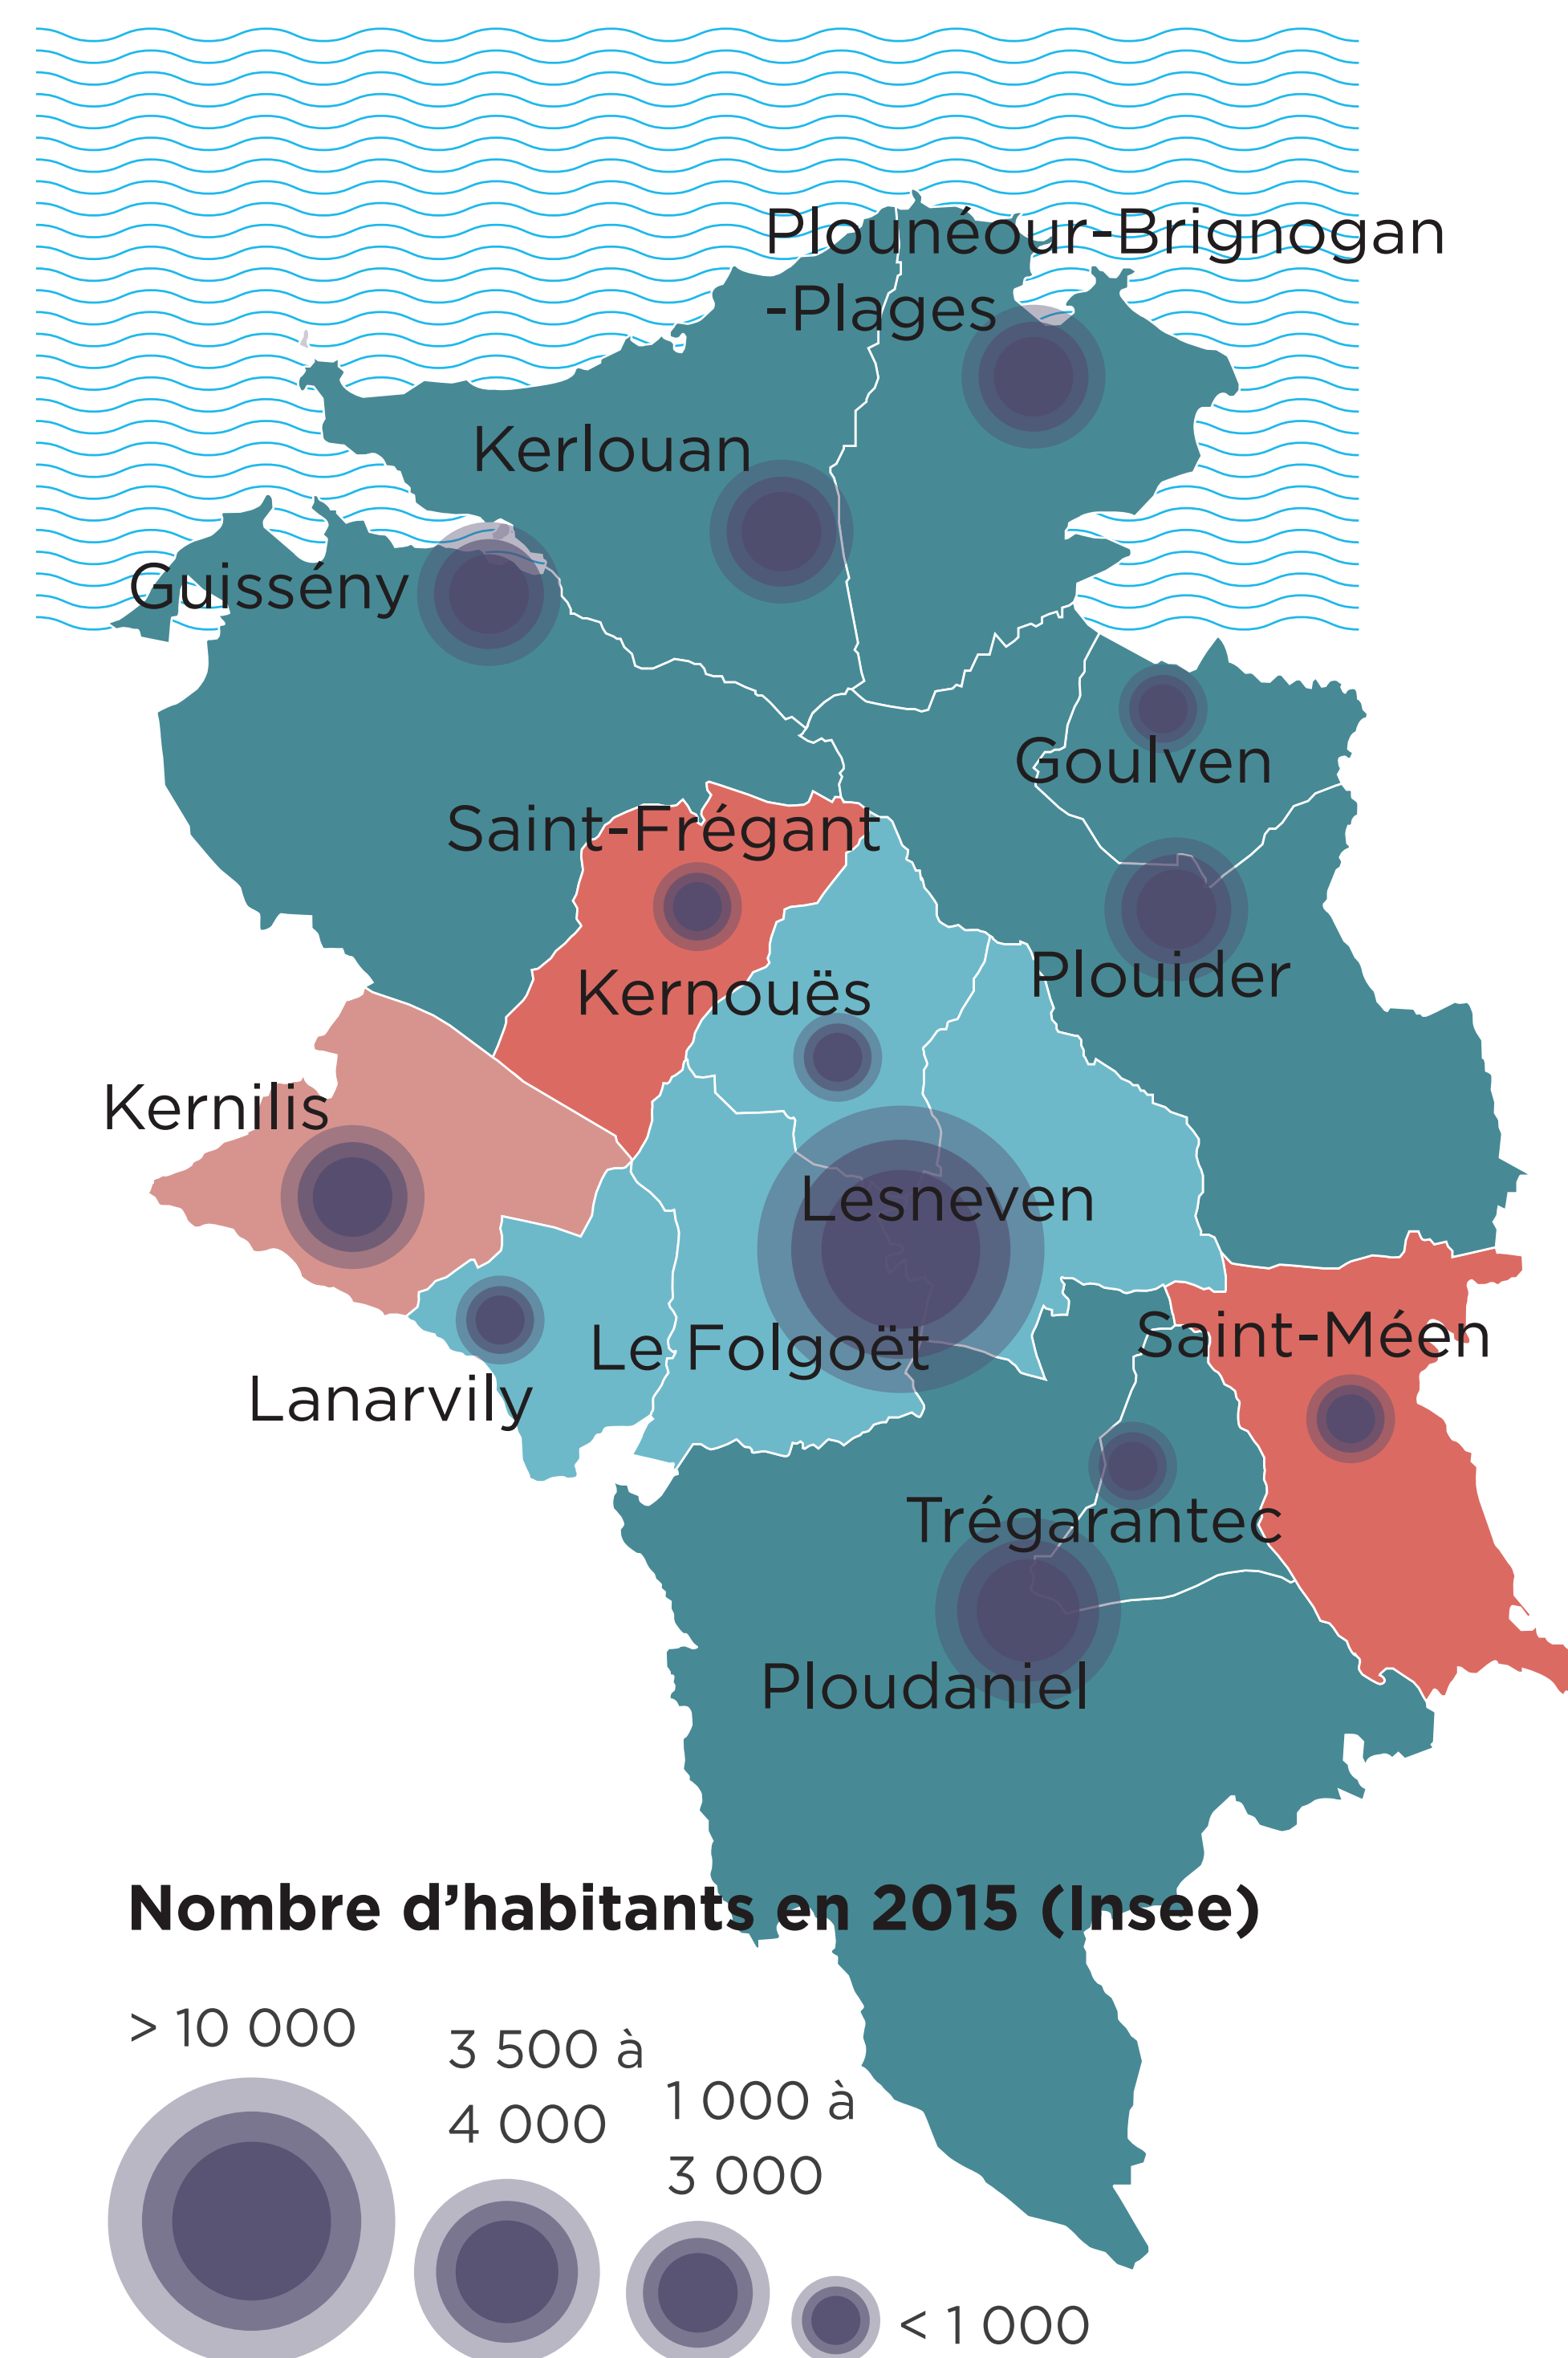 Plounéour-Brignogan
-Plages
Kerlouan
Guissény
Goulven
Saint-Frégant
Plouider
Kernouës
Kernilis
Lesneven
Saint-Méen
Le Folgoët
Lanarvily
Trégarantec
Ploudaniel
Nombre d’habitants en 2015 (Insee)
> 10 000
3 500 à
4 000
1 000 à
3 000
< 1 000